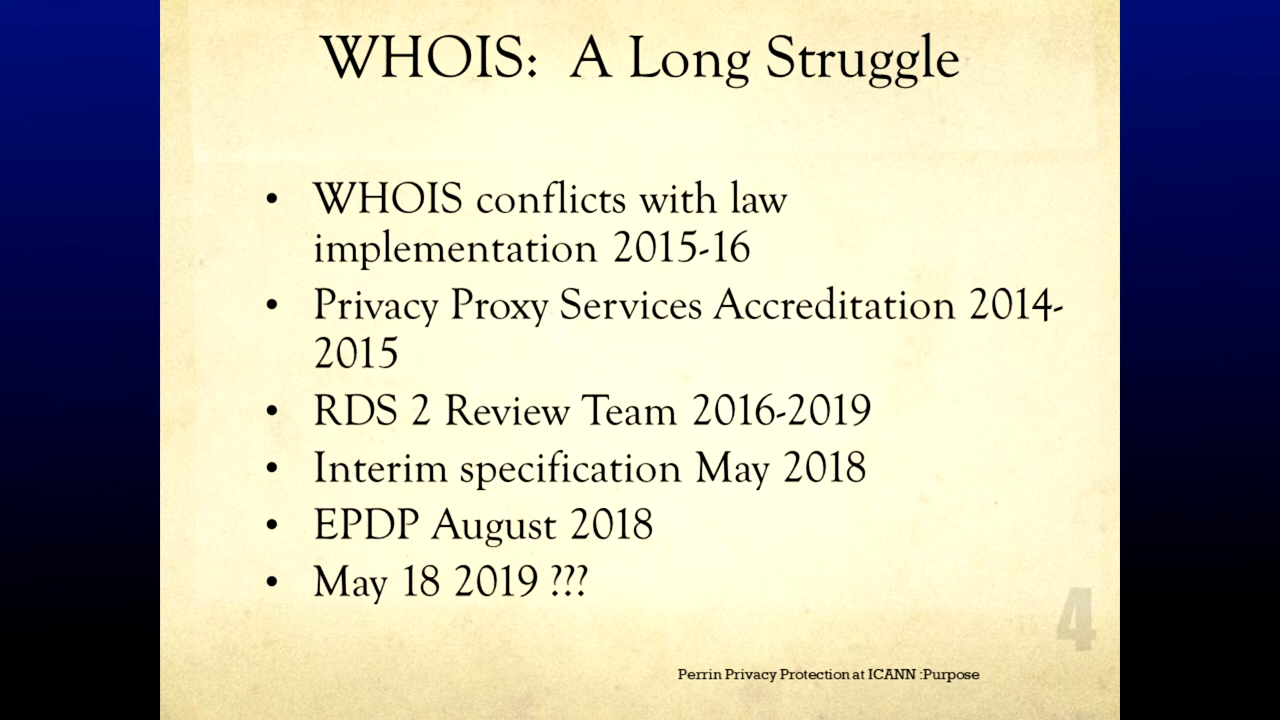 WHOIS: A Long Struggle
• WHOIS conflicts with law
implementation 2015-16
• Privacy Proxy Services Accreditation 2014-
2015
• RDS 2 Review Team 2016-2019
• Interim specification May 2018
• EPDP August 2018
• May 18 2019 ???
4
Perrin Privacy Protection at ICANN :Purpose